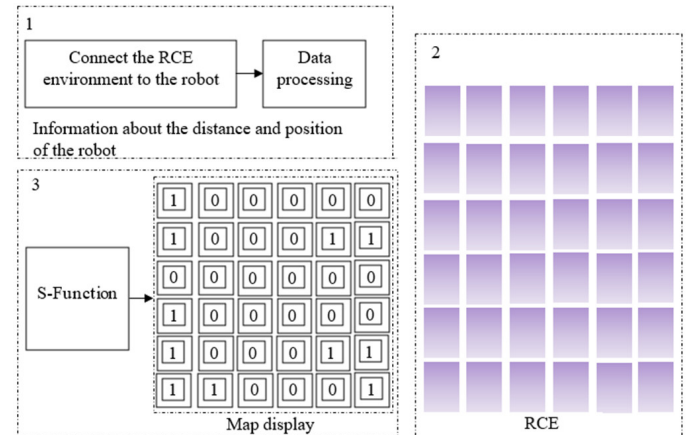 1
Connect the RCE
environment to the robot
Data
processing
Information about the distance and position
of the robot
2
RCE
3
S-Function
1 0 0 0 0 0
1 0 0 0 1 1
0 0 0 0 0 0
1 0 0 0 0 0
1 0 0 0 1 1
1 1 0 0 0 1
Map display